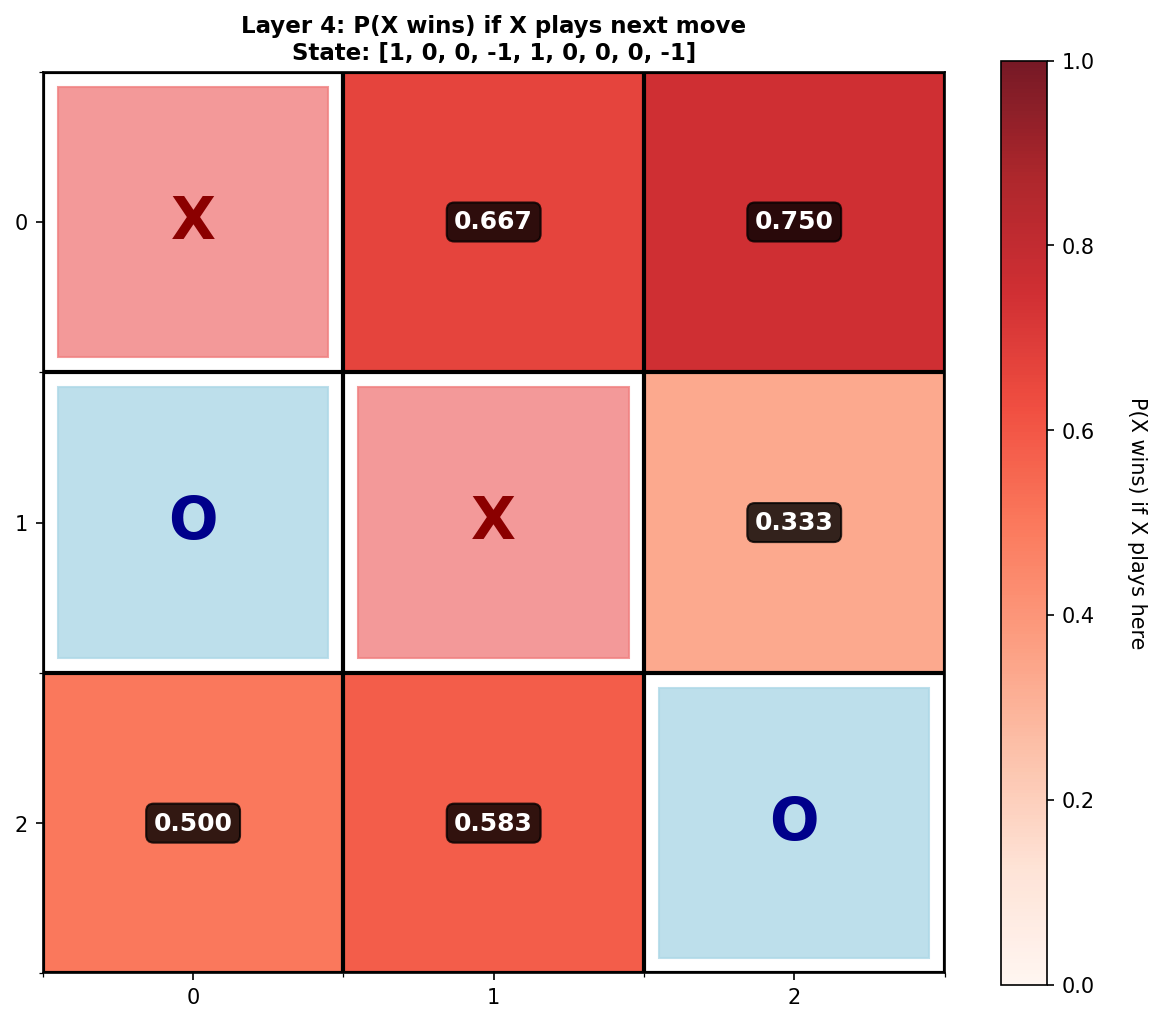 Layer 4: P(X wins) if X plays next move
State: [1, 0, 0, -1, 1, 0, 0, 0, -1]
X
0.667
0.750
O
X
0.333
0.500
0.583
O
0
1
2
0
1
2
1.0
0.8
0.6
0.4
0.2
0.0
P(X wins) if X plays here